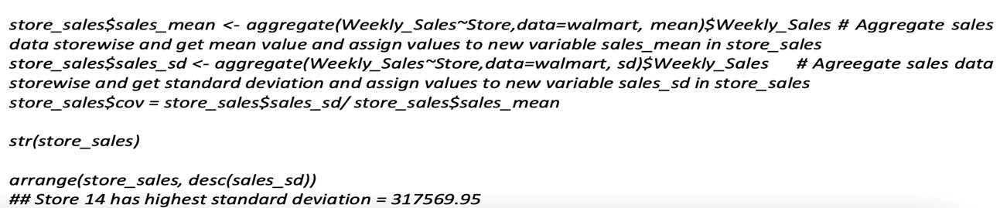 store_sales$sales_mean <- aggregate(Weekly_Sales~Store,data=walmart, mean)$Weekly_Sales # Aggregate sales
data storewise and get mean value and assign values to new variable sales_mean in store_sales
store_sales$sales_sd <- aggregate(Weekly_Sales~Store,data=walmart, sd)$Weekly_Sales # Agreegate sales data
storewise and get standard deviation and assign values to new variable sales_sd in store_sales
store_sales$cov = store_sales$sales_sd/ store_sales$sales_mean
str(store_sales)
arrange(store_sales, desc(sales_sd))
## Store 14 has highest standard deviation = 317569.95